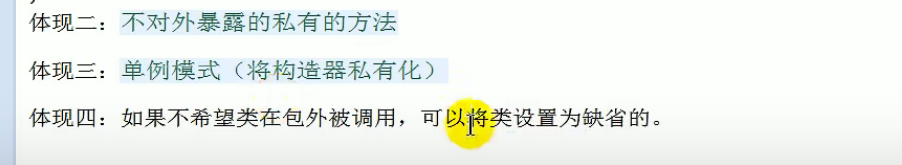 体现二：不对外暴露的私有的方法
体现三：单例模式（将构造器私有化）
体现四：如果不希望类在包外被调用，可以将类设置为缺省的。